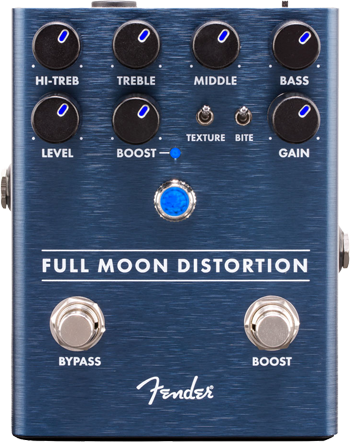 HI-TREB TREBLE MIDDLE BASS
LEVEL BOOST TEXTURE BITE GAIN
FULL MOON DISTORTION
BYPASS BOOST
Fender